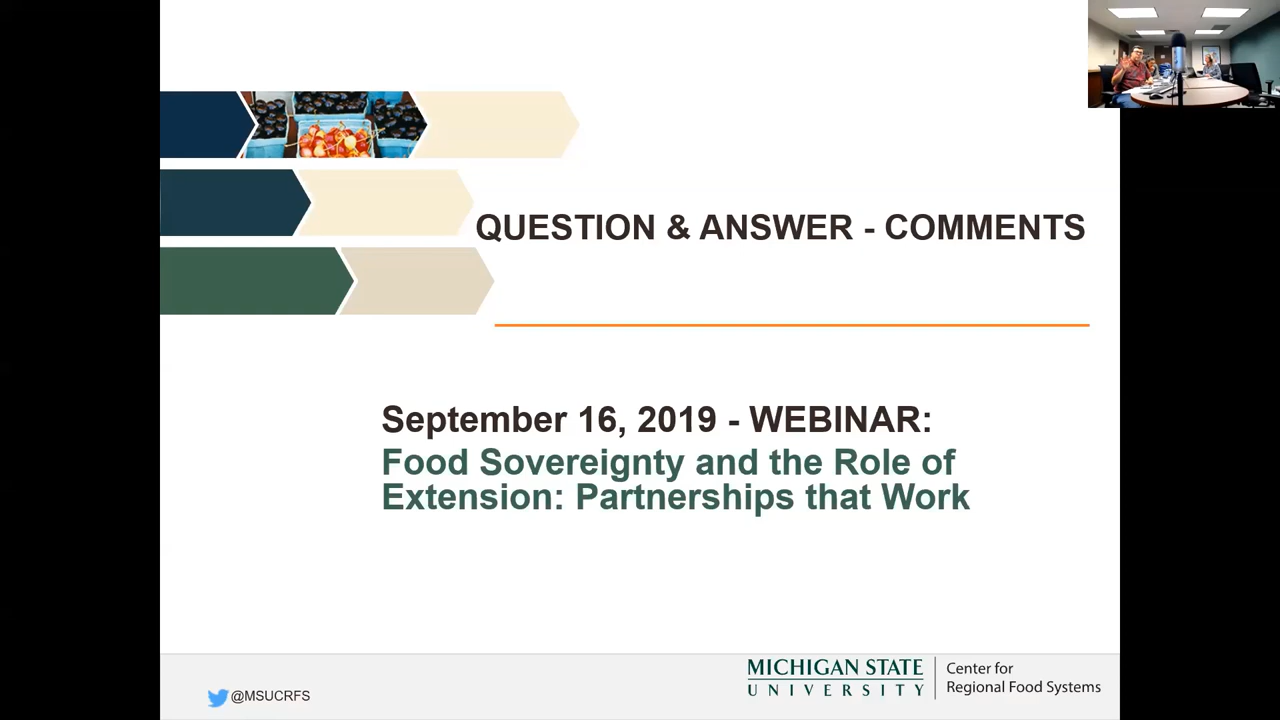 QUESTION & ANSWER - COMMENTS
September 16, 2019 - WEBINAR:
Food Sovereignty and the Role of
Extension: Partnerships that Work
@MSUCRFS
MICHIGAN STATE
UNIVERSITY
Center for
Regional Food Systems